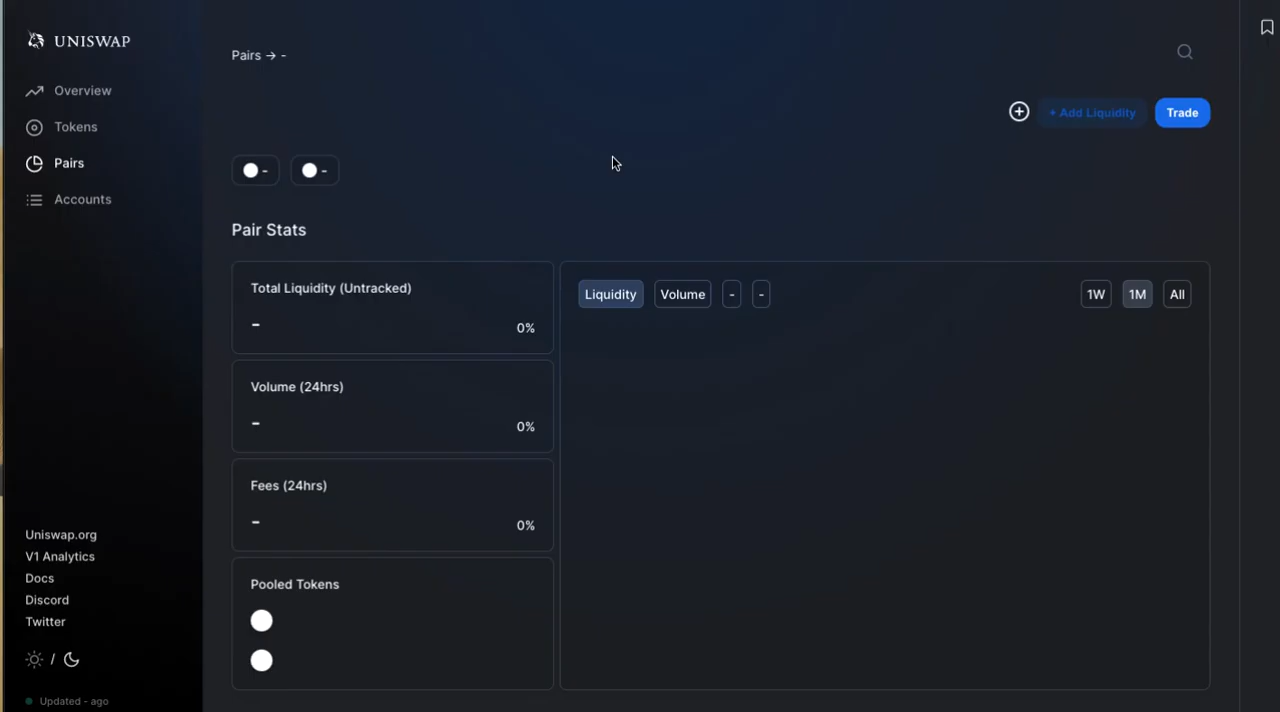 UNISWAP
Overview
Tokens
Pairs
Accounts
Uniswap.org
V1 Analytics
Docs
Discord
Twitter
/
Updated - ago
Pairs → -
+ Add Liquidity
Trade
-
-
Pair Stats
Total Liquidity (Untracked)
- 0%
Volume (24hrs)
- 0%
Fees (24hrs)
- 0%
Pooled Tokens
Liquidity Volume - - 1W 1M All